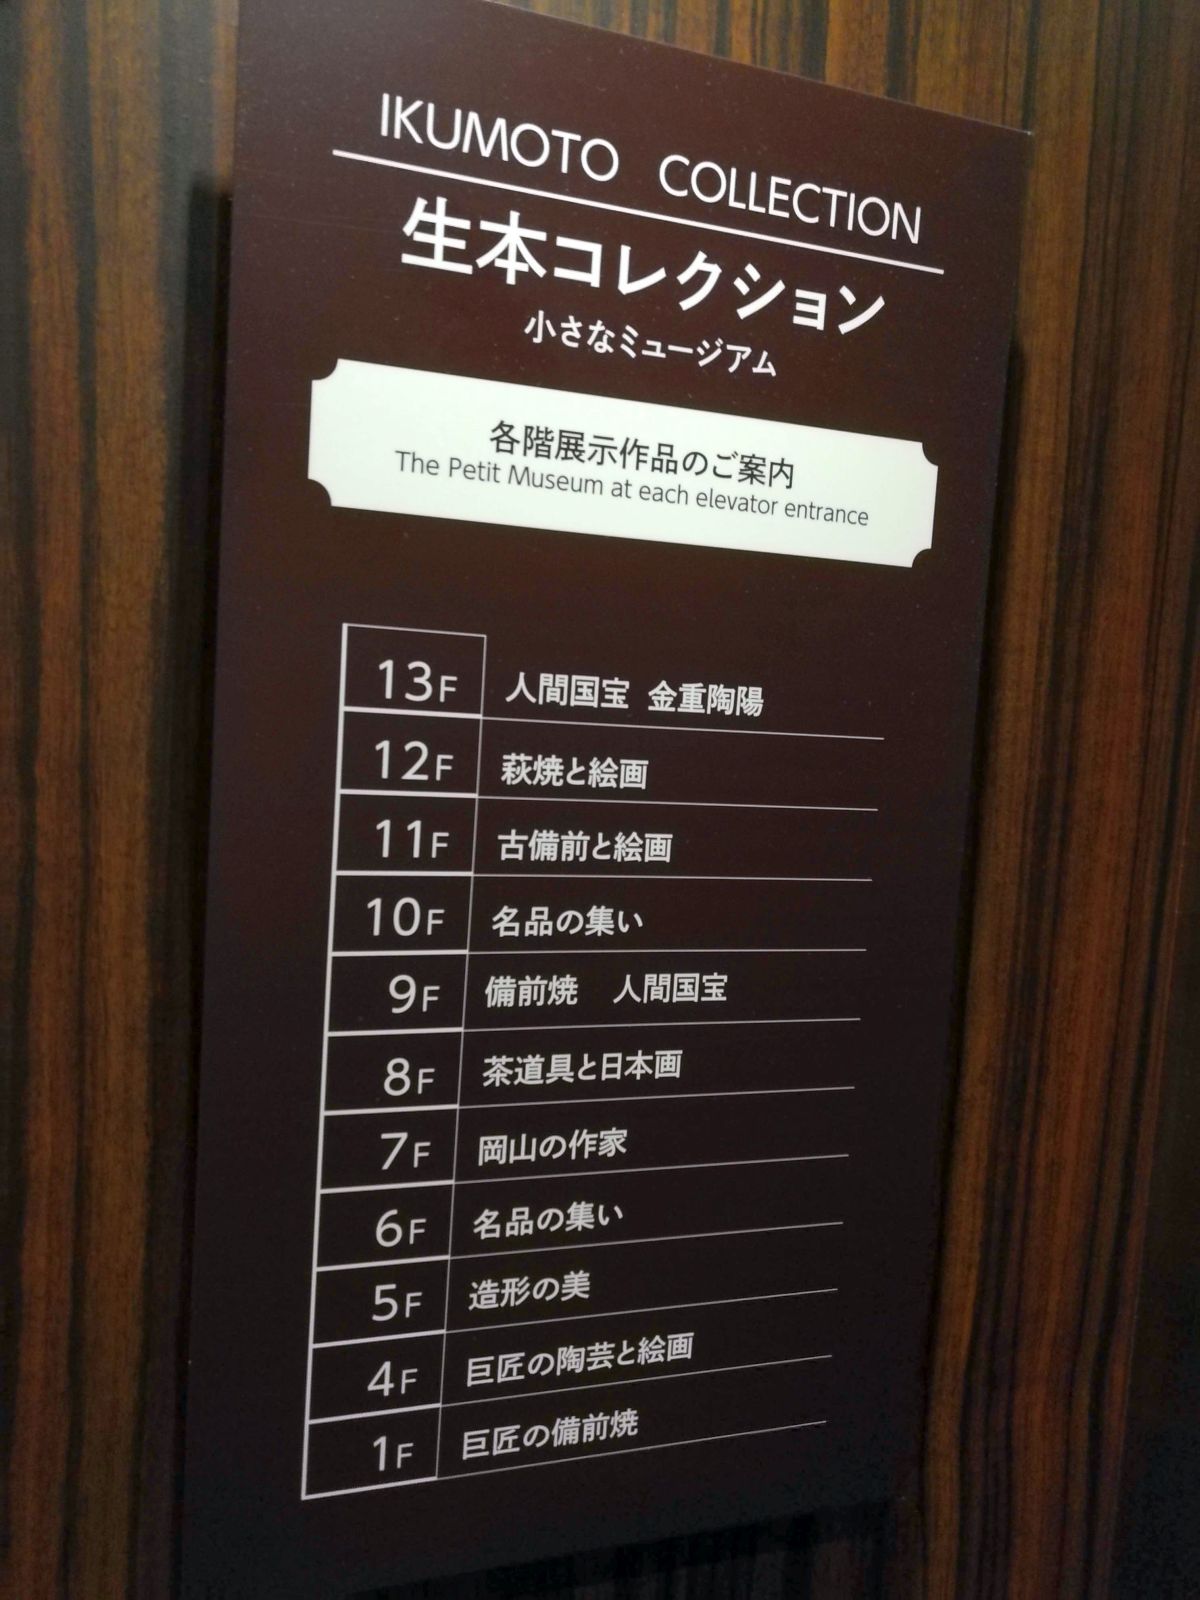 IKUMOTO COLLECTION
生本コレクション
小さなミュージアム
各階展示作品のご案内
The Petit Museum at each elevator entrance
13F 人間国宝 金重陶陽
12F 萩焼と絵画
11F 古備前と絵画
10F 名品の集い
9F 備前焼 人間国宝
8F 茶道具と日本画
7F 岡山の作家
6F 名品の集い
5F 造形の美
4F 巨匠の陶芸と絵画
1F 巨匠の備前焼